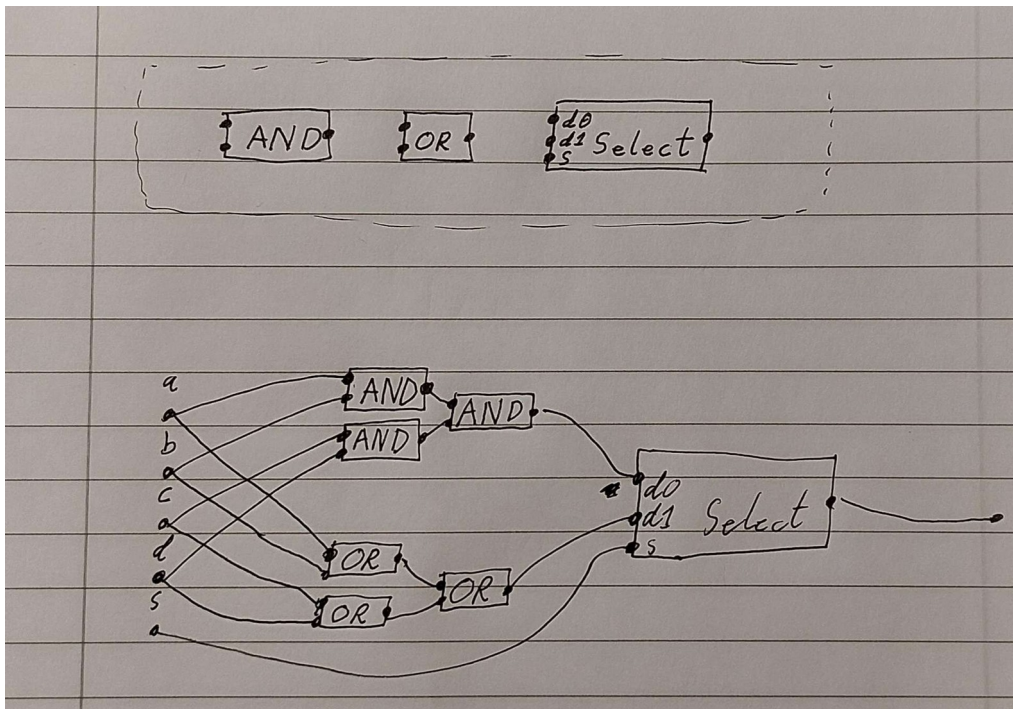 AND OR d0
d1 Select
s
a
AND
AND
b
AND
c
d0
d1 Select
s
d
OR
OR
s
OR